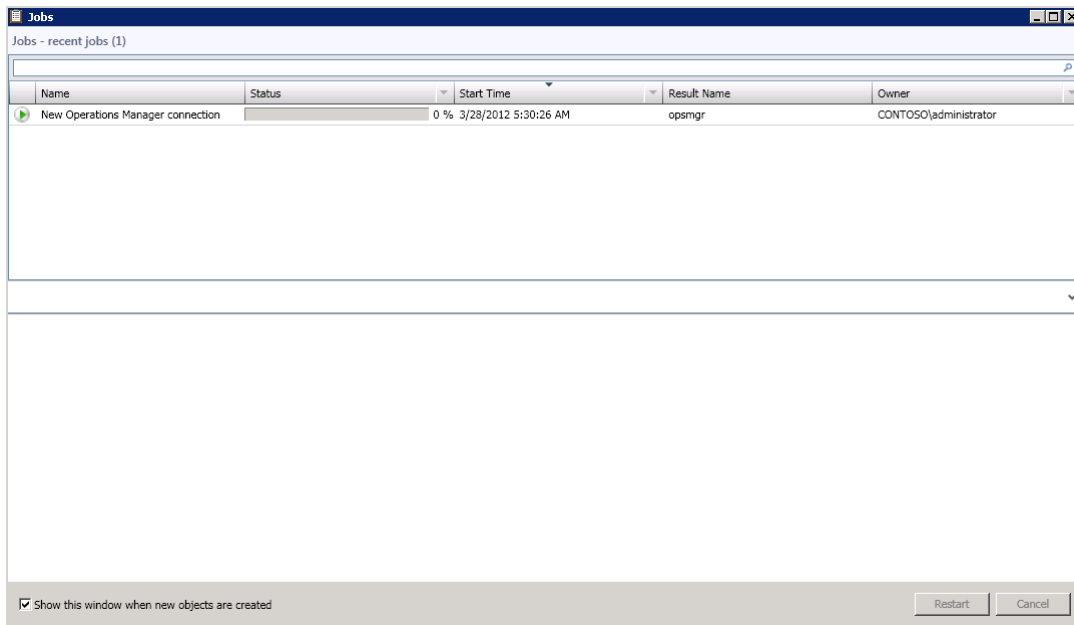 Jobs
Jobs - recent jobs (1)
Name Status Start Time Result Name Owner
New Operations Manager connection 0 % 3/28/2012 5:30:26 AM opsmgr CONTOSO\administrator
Show this window when new objects are created Restart Cancel